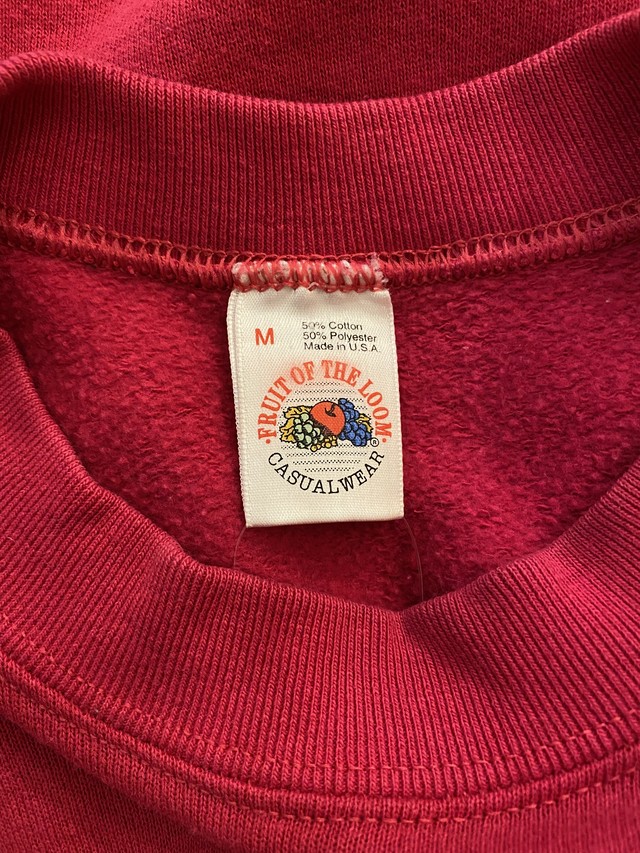 M
50% Cotton
50% Polyester
Made in U.S.A.
FRUIT OF THE LOOM
®
CASUALWEAR